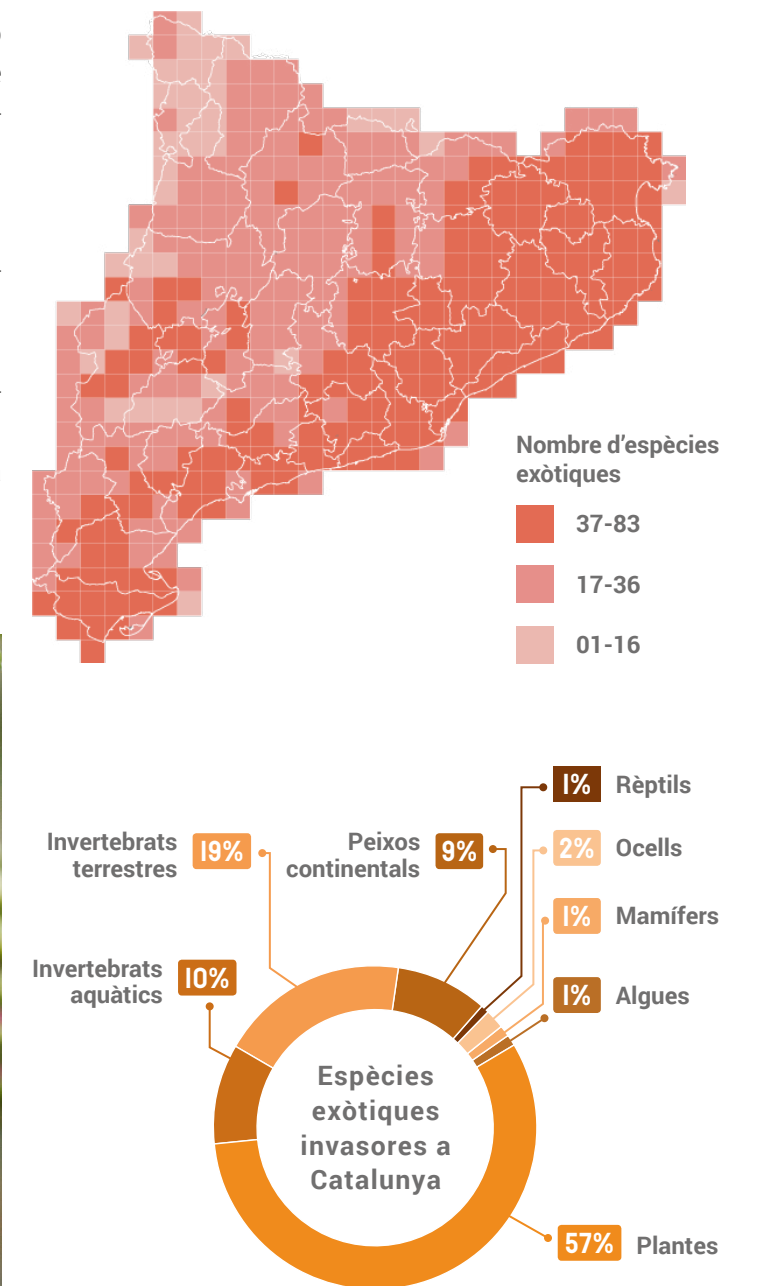 Nombre d'espècies
exòtiques
37-83
17-36
01-16
1% Rèptils
Invertebrats
terrestres
19%
Peixos
continentals
9%
2% Ocells
1% Mamífers
Invertebrats
aquàtics
10%
1% Algues
Espècies
exòtiques
invasores a
Catalunya
57% Plantes